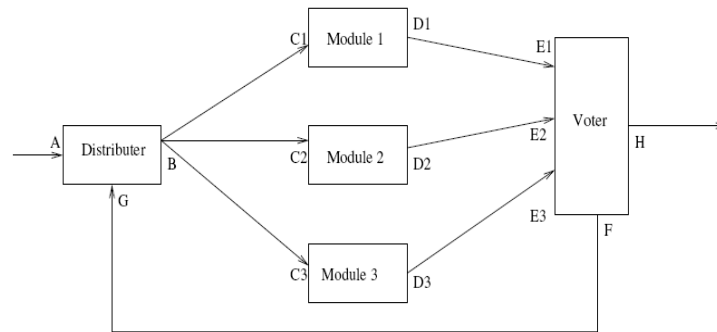 D1
C1
Module 1
E1
A
Distributer
B
C2
Module 2
D2
E2
Voter
H
G
E3
F
C3
Module 3
D3